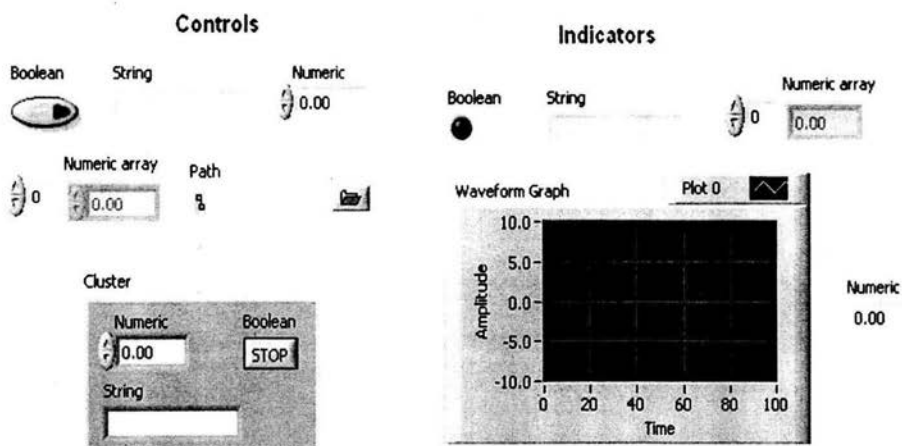 Controls
Boolean
String
Numeric
0.00
0
Numeric array
0.00
Path
Cluster
Numeric
0.00
Boolean
STOP
String
Indicators
Boolean
String
0
Numeric array
0.00
Waveform Graph
Plot 0
10.0
5.0
0.0
-5.0
-10.0
Amplitude
0 20 40 60 80 100
Time
Numeric
0.00